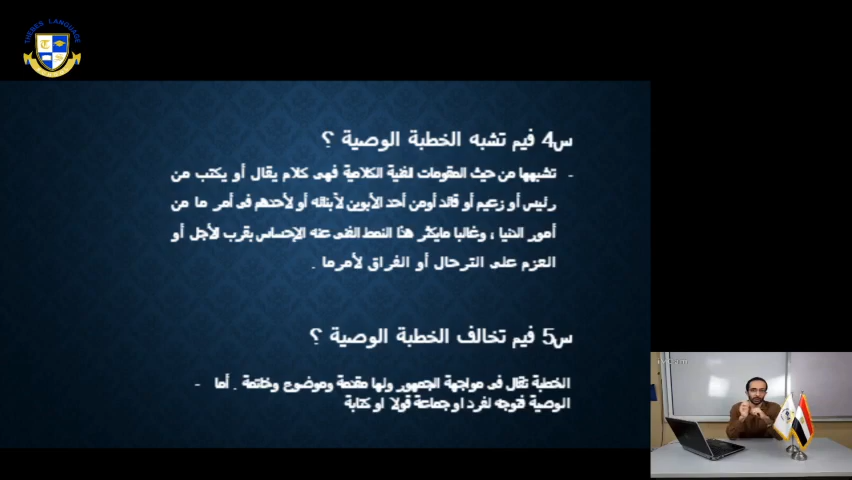 THEBES LANGUAGE
س4 فيم تشبه الخطبة الوصية ؟
- تشبهها من حيث المقومات الفنية الكلامية فهى كلام يقال أو يكتب من
رئيس أو زعيم أو قائد أومن أحد الأبوين لأبنائه أو لأحدهم فى أمر ما من
أمور الدنيا ، وغالبا مايكثر هذا النمط الفنى عنه الإحساس بقرب الأجل أو
العزم على الترحال أو الفراق لأمرما .
س5 فيم تخالف الخطبة الوصية ؟
الخطبة تقال فى مواجهة الجمهور ولها مقدمة وموضوع وخاتمة . أما -
الوصية فتوجه لفرد او جماعة قولا او كتابة